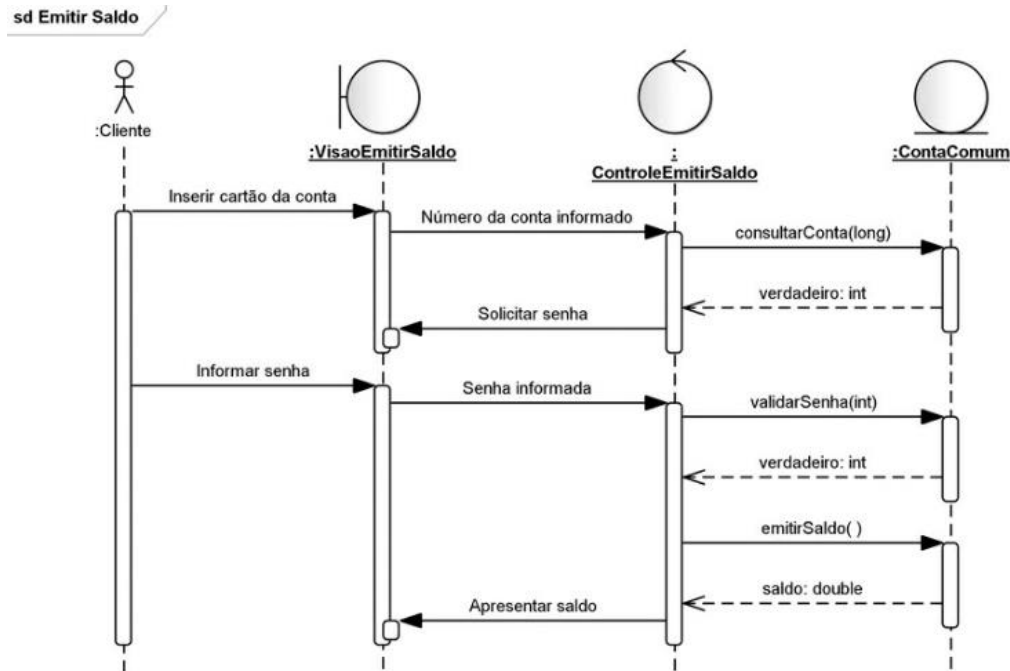 sd Emitir Saldo
:Cliente
:VisaoEmitirSaldo
:
ControleEmitirSaldo
:ContaComum
Inserir cartão da conta
Número da conta informado
consultarConta(long)
verdadeiro: int
Solicitar senha
Informar senha
Senha informada
validarSenha(int)
verdadeiro: int
emitirSaldo( )
saldo: double
Apresentar saldo